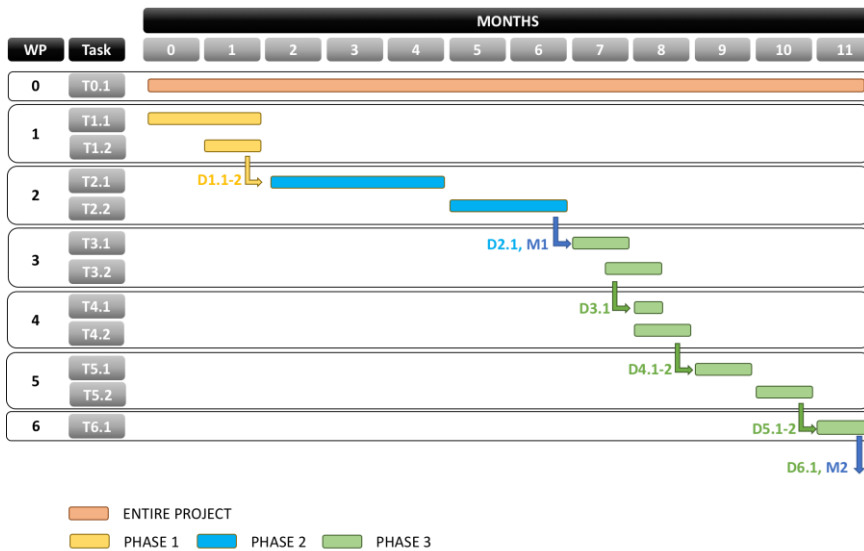 MONTHS
WP Task 0 1 2 3 4 5 6 7 8 9 10 11
0 T0.1
1 T1.1
T1.2
D1.1-2
2 T2.1
T2.2
D2.1, M1
3 T3.1
T3.2
D3.1
4 T4.1
T4.2
D4.1-2
5 T5.1
T5.2
D5.1-2
6 T6.1
D6.1, M2
ENTIRE PROJECT
PHASE 1 PHASE 2 PHASE 3